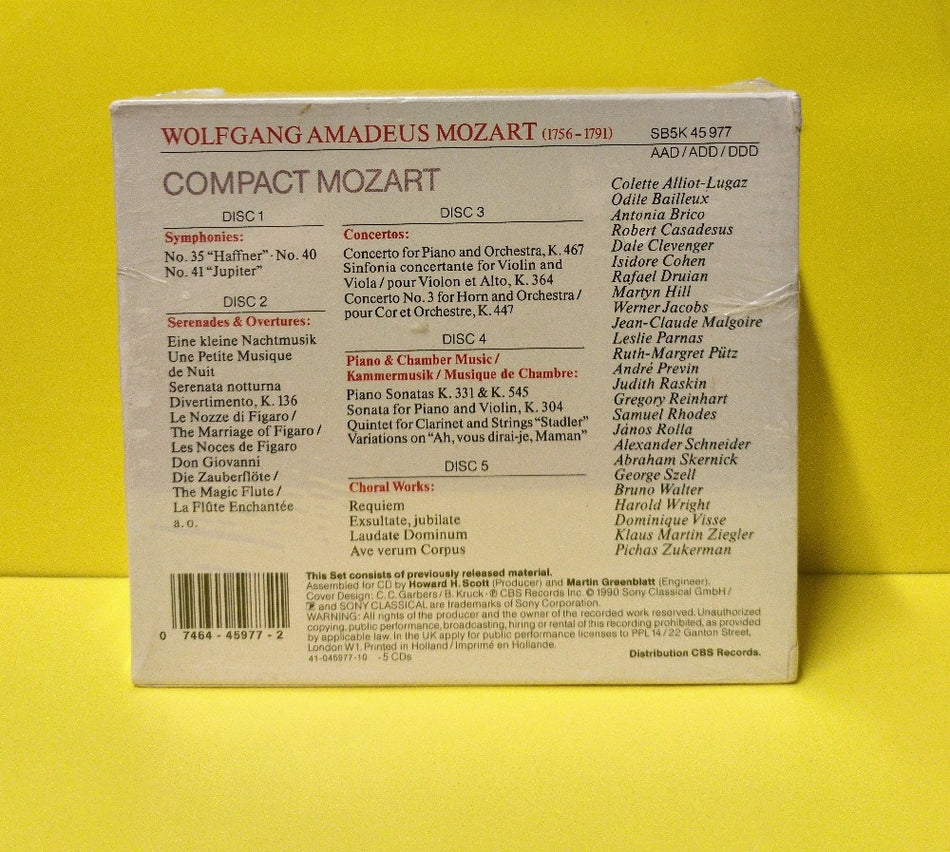 WOLFGANG AMADEUS MOZART (1756–1791)
SB5K 45977
AAD / ADD / DDD
COMPACT MOZART
DISC 1
Symphonies:
No. 35 “Haffner” · No. 40
No. 41 “Jupiter”
DISC 2
Serenades & Overtures:
Eine kleine Nachtmusik
Une Petite Musique
de Nuit
Serenata notturna
Divertimento, K. 136
Le Nozze di Figaro /
The Marriage of Figaro /
Les Noces de Figaro
Don Giovanni
Die Zauberflöte /
The Magic Flute /
La Flûte Enchantée
a. o.
DISC 3
Concertos:
Concerto for Piano and Orchestra, K. 467
Sinfonia concertante for Violin and
Viola / pour Violon et Alto, K. 364
Concerto No. 3 for Horn and Orchestra /
pour Cor et Orchestre, K. 447
DISC 4
Piano & Chamber Music /
Kammermusik / Musique de Chambre:
Piano Sonatas K. 331 & K. 545
Sonata for Piano and Violin, K. 304
Quintet for Clarinet and Strings “Stadler”
Variations on “Ah, vous dirai-je, Maman”
DISC 5
Choral Works:
Requiem
Exsultate, jubilate
Laudate Dominum
Ave verum Corpus
Colette Alliot-Lugaz
Odile Bailleux
Antonia Brico
Robert Casadesus
Dale Clevenger
Isidore Cohen
Rafael Druian
Martyn Hill
Werner Jacobs
Jean-Claude Malgoire
Leslie Parnas
Ruth-Margret Pütz
André Previn
Judith Raskin
Gregory Reinhart
Samuel Rhodes
János Rolla
Alexander Schneider
Abraham Skernick
George Szell
Bruno Walter
Harold Wright
Dominique Visse
Klaus Martin Ziegler
Pichas Zukerman
0 7464-45977-2
This Set consists of previously released material.
Assembled for CD by Howard H. Scott (Producer) and Martin Greenblatt (Engineer).
Cover Design: C. C. Garbers / B. Kruck · ℗ CBS Records Inc. © 1990 Sony Classical GmbH /
and SONY CLASSICAL are trademarks of Sony Corporation.
WARNING: All rights of the producer and the owner of the recorded work reserved. Unauthorized
copying, public performance, broadcasting, hiring or rental of this recording prohibited, as provided
by applicable law. In the UK apply for public performance licenses to PPL 14 / 22 Ganton Street,
London W1. Printed in Holland / Imprimé en Hollande.
41-045977-10 - 5 CDs
Distribution CBS Records.